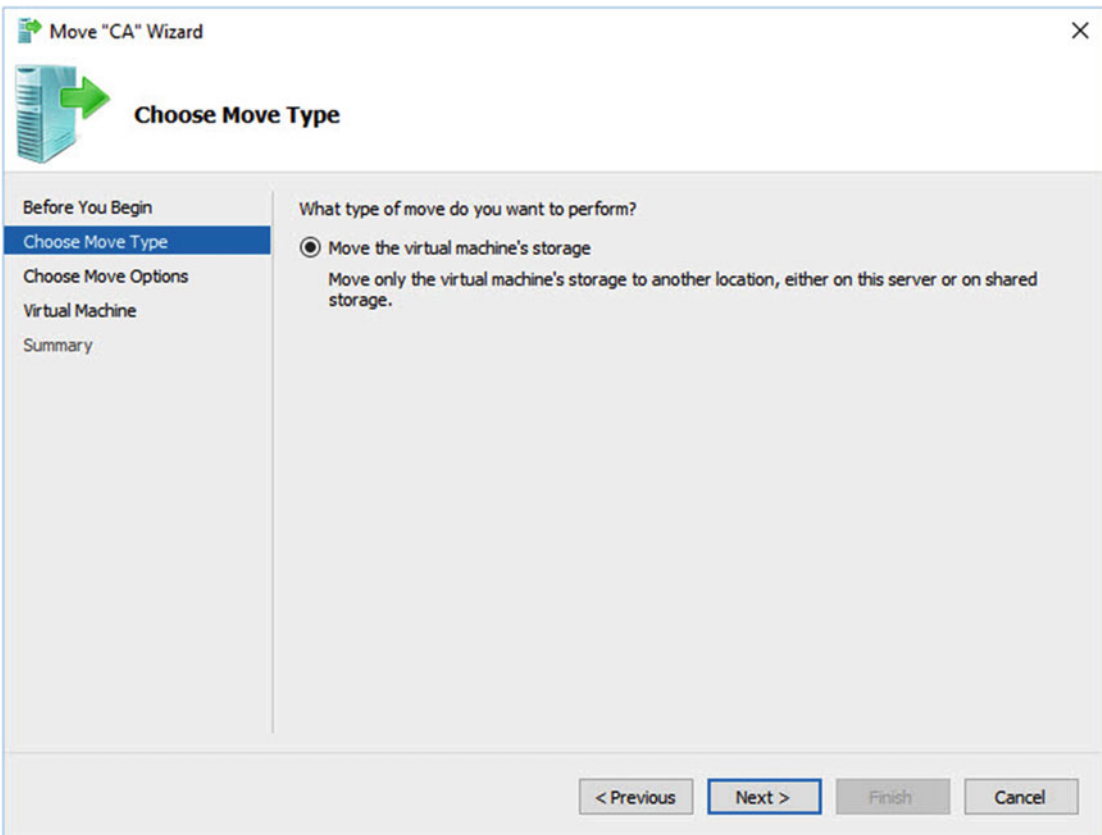 Move "CA" Wizard
Choose Move Type
Before You Begin
Choose Move Type
Choose Move Options
Virtual Machine
Summary
What type of move do you want to perform?
Move the virtual machine's storage
Move only the virtual machine's storage to another location, either on this server or on shared
storage.
< Previous
Next >
Finish
Cancel